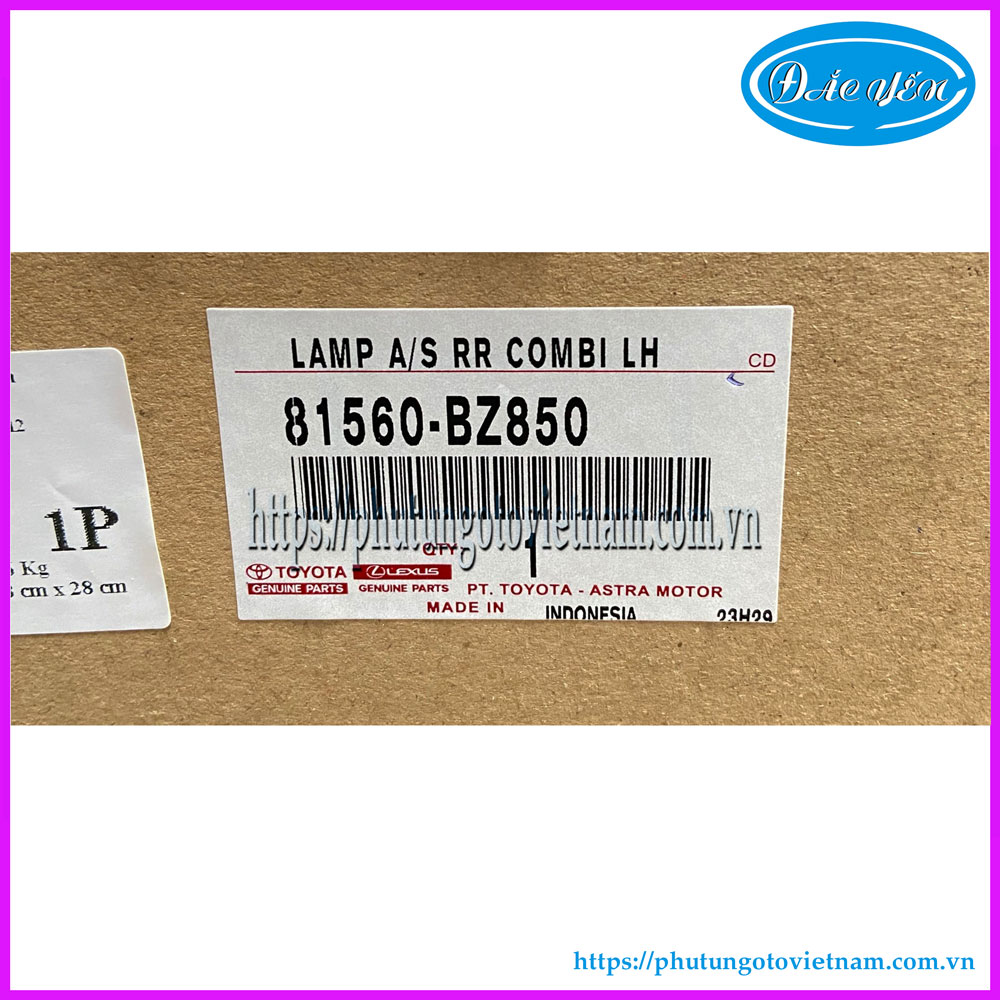 ĐẮC YẾN
LAMP A/S RR COMBI LH
CD
81560-BZ850
https://phutungotovietnam.com.vn
QTY
1
TOYOTA
GENUINE PARTS
LEXUS
GENUINE PARTS
PT. TOYOTA - ASTRA MOTOR
MADE IN
INDONESIA
23H29
1P
Kg
cm x 28 cm
https://phutungotovietnam.com.vn